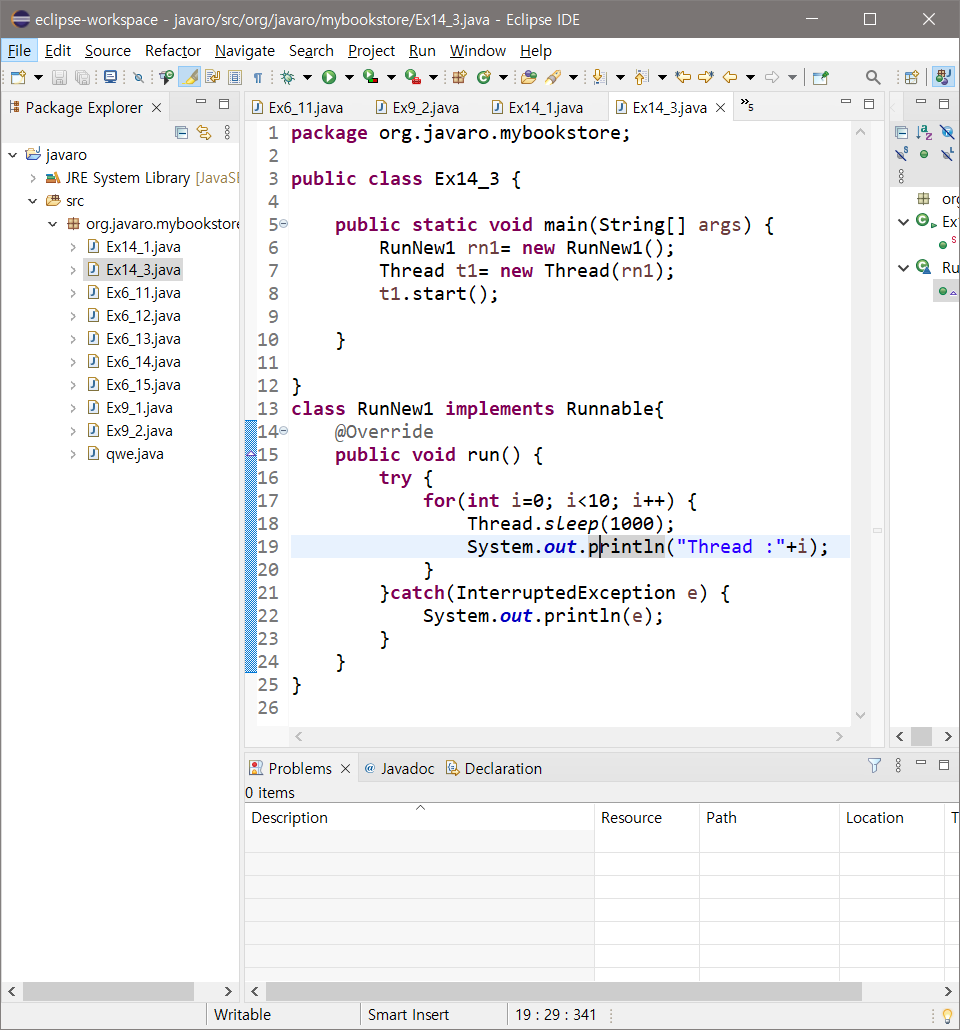 eclipse-workspace - javaro/src/org/javaro/mybookstore/Ex14_3.java - Eclipse IDE
File Edit Source Refactor Navigate Search Project Run Window Help
Package Explorer
javaro
JRE System Library [JavaSE
src
org.javaro.mybookstore
Ex14_1.java
Ex14_3.java
Ex6_11.java
Ex6_12.java
Ex6_13.java
Ex6_14.java
Ex6_15.java
Ex9_1.java
Ex9_2.java
qwe.java
Ex6_11.java Ex9_2.java Ex14_1.java Ex14_3.java »5
1 package org.javaro.mybookstore;
2
3 public class Ex14_3 {
4
5 public static void main(String[] args) {
6 RunNew1 rn1= new RunNew1();
7 Thread t1= new Thread(rn1);
8 t1.start();
9
10 }
11
12 }
13 class RunNew1 implements Runnable{
14 @Override
15 public void run() {
16 try {
17 for(int i=0; i<10; i++) {
18 Thread.sleep(1000);
19 System.out.println("Thread :"+i);
20 }
21 }catch(InterruptedException e) {
22 System.out.println(e);
23 }
24 }
25 }
26
org
Ex
Ru
Problems @ Javadoc Declaration
0 items
Description Resource Path Location T
Writable Smart Insert 19 : 29 : 341